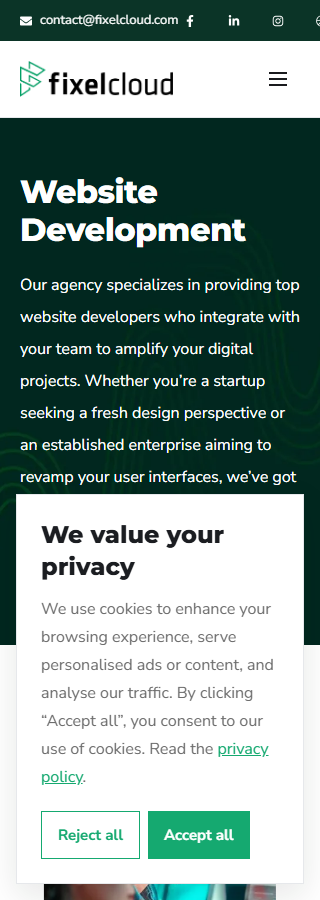 contact@fixelcloud.com
fixelcloud
Website
Development
Our agency specializes in providing top
website developers who integrate with
your team to amplify your digital
projects. Whether you’re a startup
seeking a fresh design perspective or
an established enterprise aiming to
revamp your user interfaces, we’ve got
We value your
privacy
We use cookies to enhance your
browsing experience, serve
personalised ads or content, and
analyse our traffic. By clicking
“Accept all”, you consent to our
use of cookies. Read the privacy
policy.
Reject all Accept all